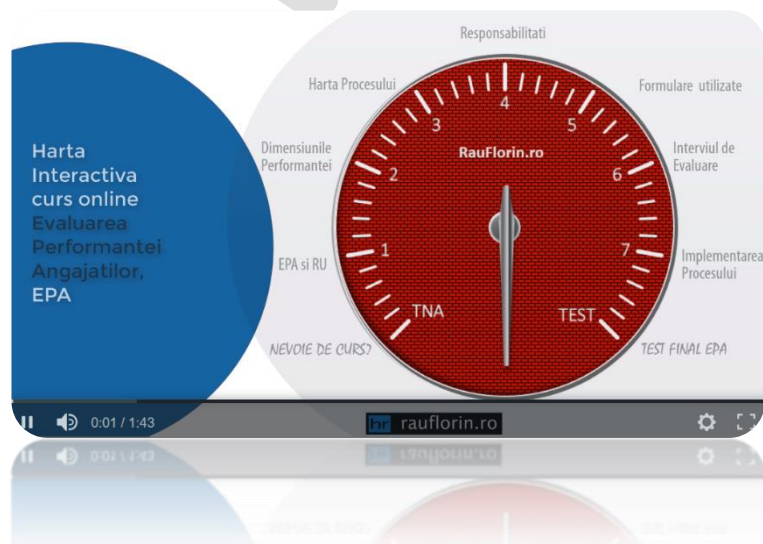 Harta
Interactiva
curs online
Evaluarea
Performantei
Angajatilor,
EPA
Responsabilitati
Harta Procesului
Formulare utilizate
Dimensiunile
Performantei
Interviul de
Evaluare
EPA si RU
Implementarea
Procesului
NEVOIE DE CURS?
TEST FINAL EPA
RauFlorin.ro
TNA
1
2
3
4
5
6
7
TEST
0:01 / 1:43
hr rauflorin.ro